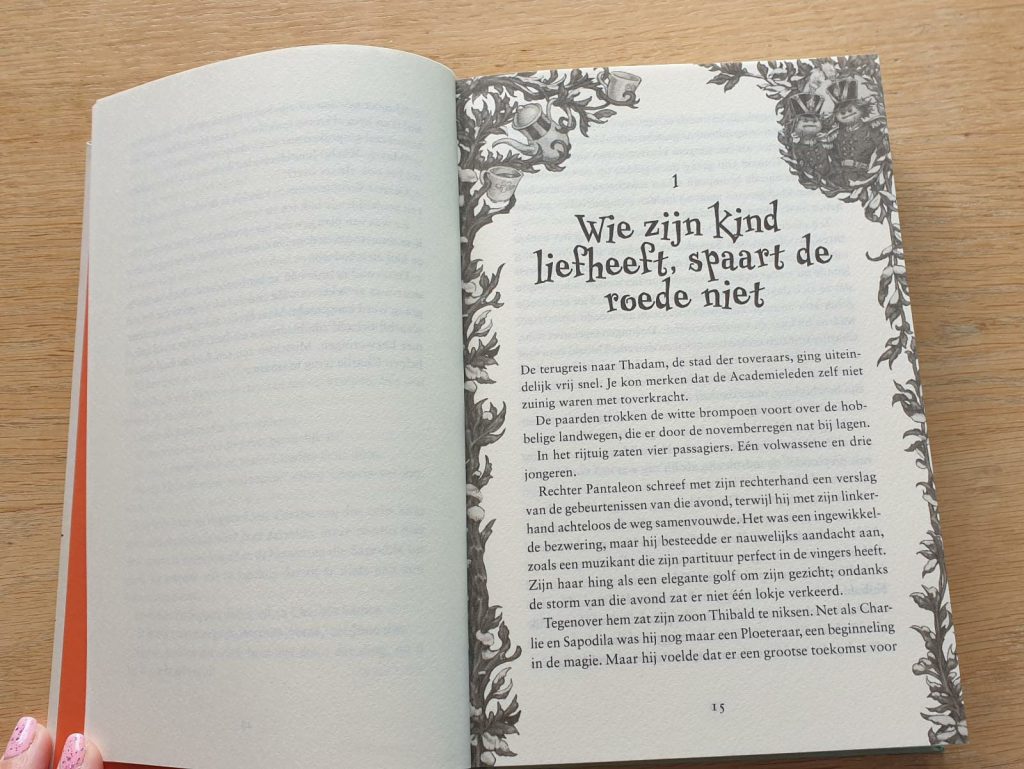 1
Wie zijn kind
liefheeft, spaart de
roede niet
De terugreis naar Thadam, de stad der toveraars, ging uitein-
delijk vrij snel. Je kon merken dat de Academieleden zelf niet
zuinig waren met toverkracht.
De paarden trokken de witte brompoen voort over de hob-
belige landwegen, die er door de novemberregen nat bij lagen.
In het rijtuig zaten vier passagiers. Eén volwassene en drie
jongeren.
Rechter Pantaleon schreef met zijn rechterhand een verslag
van de gebeurtenissen van die avond, terwijl hij met zijn linker-
hand achteloos de weg samenvouwde. Het was een ingewikkel-
de bezwering, maar hij besteedde er nauwelijks aandacht aan,
zoals een muzikant die zijn partituur perfect in de vingers heeft.
Zijn haar hing als een elegante golf om zijn gezicht; ondanks
de storm van die avond zat er niet één lokje verkeerd.
Tegenover hem zat zijn zoon Thibald te niksen. Net als Char-
lie en Sapodila was hij nog maar een Ploeteraar, een beginneling
in de magie. Maar hij voelde dat er een grootse toekomst voor
15